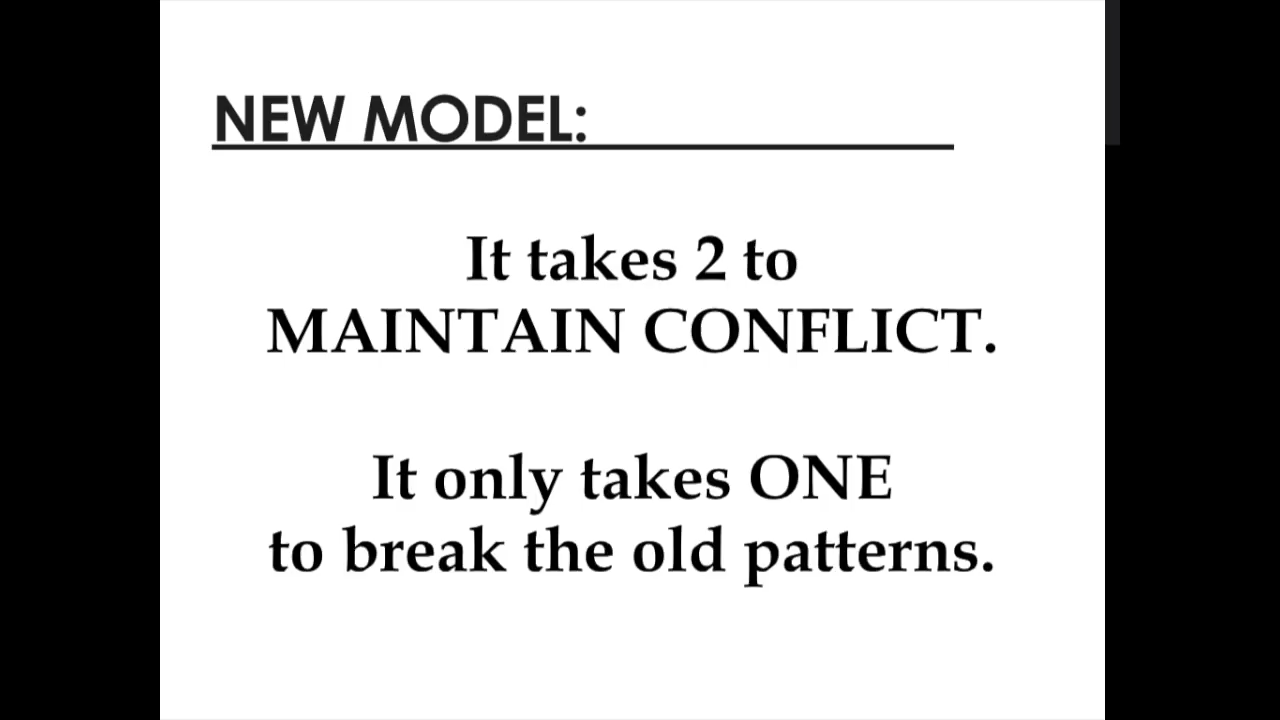 NEW MODEL:
It takes 2 to
MAINTAIN CONFLICT.
It only takes ONE
to break the old patterns.